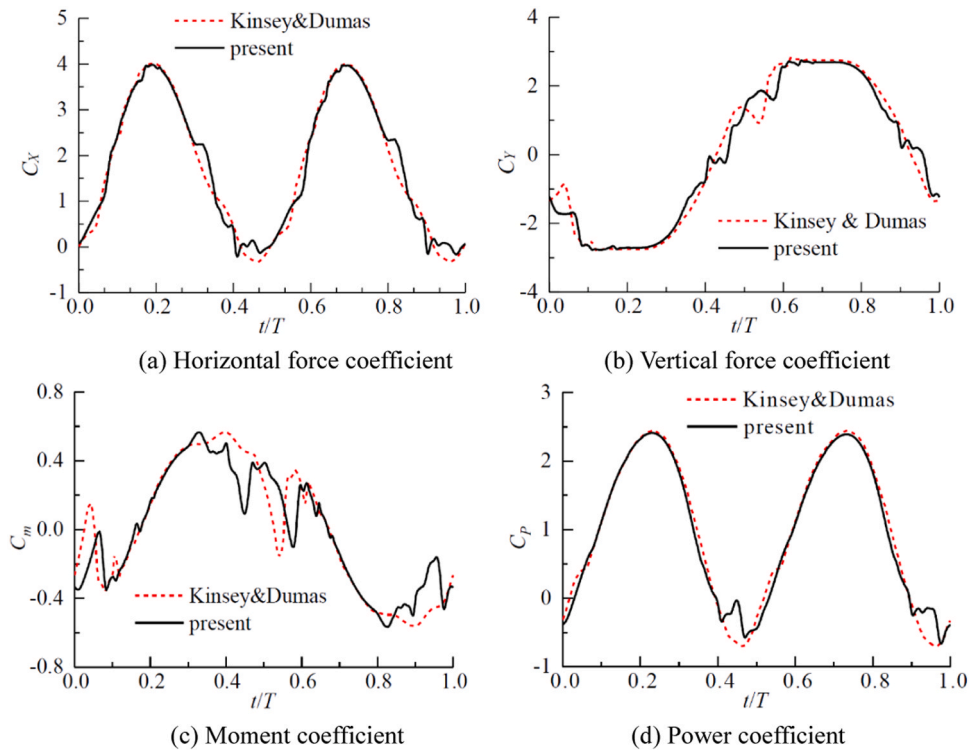 Kinsey&Dumas
present
5
4
3
2
1
0
-1
C_X
0.0 0.2 0.4 0.6 0.8 1.0
t/T
(a) Horizontal force coefficient
4
2
0
-2
-4
C_Y
Kinsey & Dumas
present
0.0 0.2 0.4 0.6 0.8 1.0
t/T
(b) Vertical force coefficient
0.8
0.4
0.0
-0.4
-0.8
C_m
Kinsey&Dumas
present
0.0 0.2 0.4 0.6 0.8 1.0
t/T
(c) Moment coefficient
Kinsey&Dumas
present
3
2
1
0
-1
C_P
0.0 0.2 0.4 0.6 0.8 1.0
t/T
(d) Power coefficient